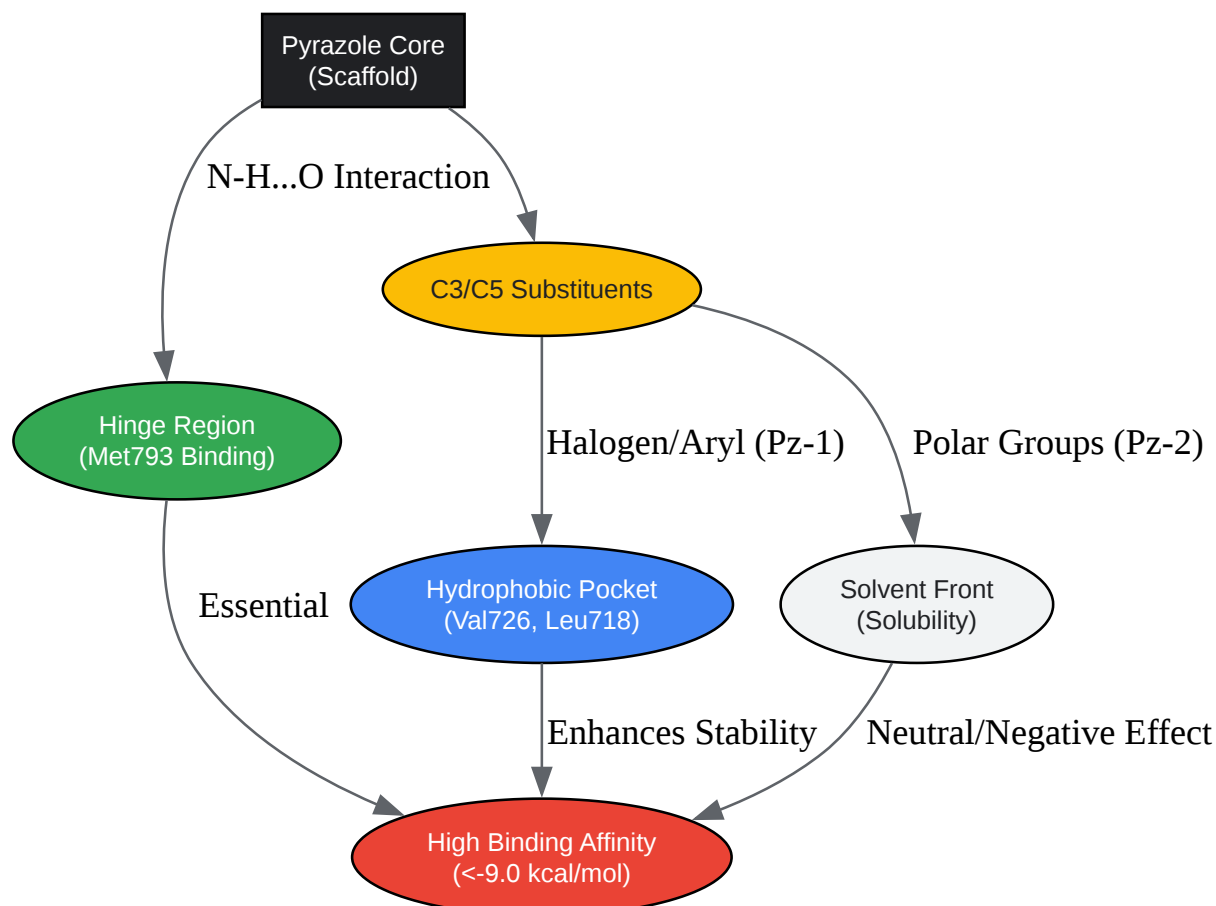 Pyrazole Core
(Scaffold)
N-H...O Interaction
C3/C5 Substituents
Hinge Region
(Met793 Binding)
Halogen/Aryl (Pz-1)
Polar Groups (Pz-2)
Essential
Hydrophobic Pocket
(Val726, Leu718)
Solvent Front
(Solubility)
Enhances Stability
Neutral/Negative Effect
High Binding Affinity
(<-9.0 kcal/mol)